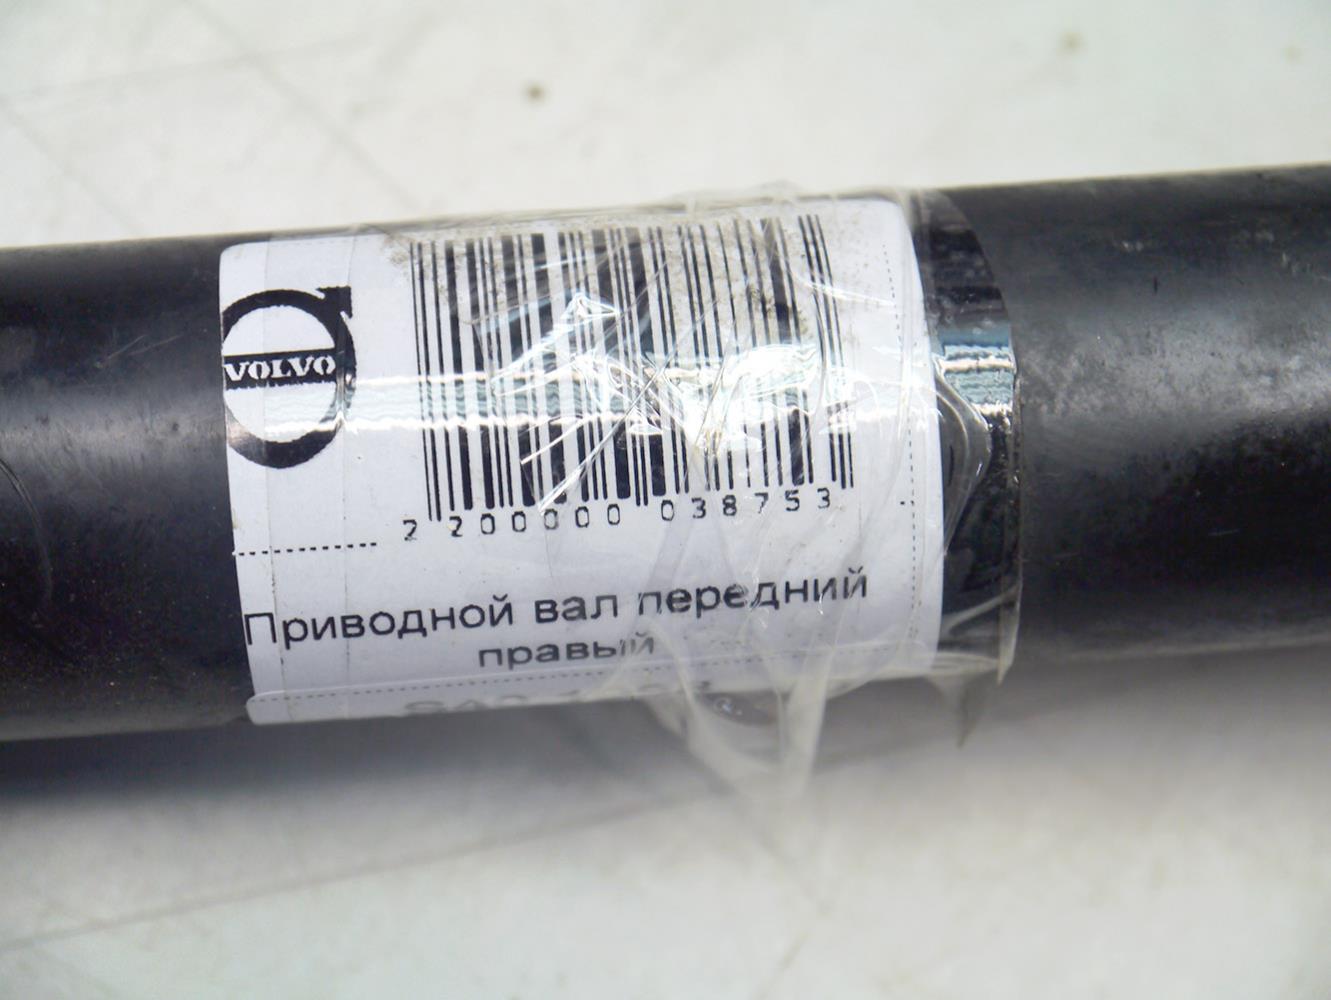 VOLVO
2 200000 038753
Приводной вал передний
правый